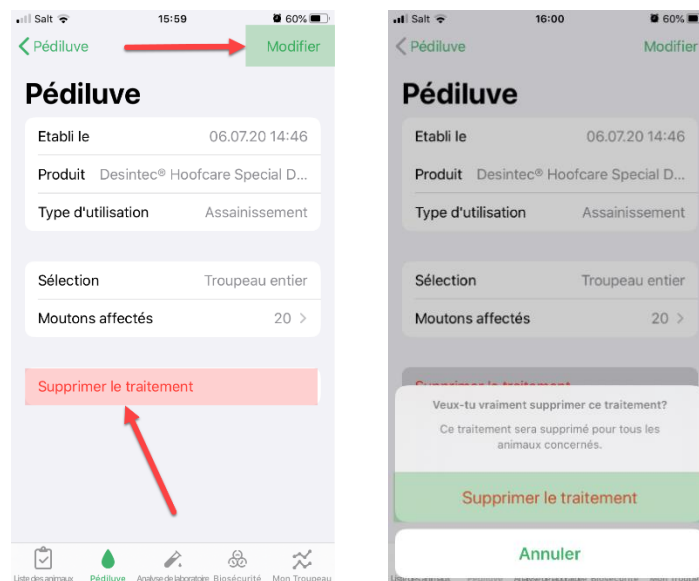 Salt 15:59 60%
Pédiluve Modifier
Pédiluve
Etabli le 06.07.20 14:46
Produit Desintec® Hoofcare Special D...
Type d'utilisation Assainissement
Sélection Troupeau entier
Moutons affectés 20
Supprimer le traitement
Liste des animaux Pédiluve Analyse de laboratoire Biosécurité Mon Troupeau
Salt 16:00 60%
Pédiluve Modifier
Pédiluve
Etabli le 06.07.20 14:46
Produit Desintec® Hoofcare Special D...
Type d'utilisation Assainissement
Sélection Troupeau entier
Moutons affectés 20
Supprimer le traitement
Veux-tu vraiment supprimer ce traitement?
Ce traitement sera supprimé pour tous les
animaux concernés.
Supprimer le traitement
Annuler